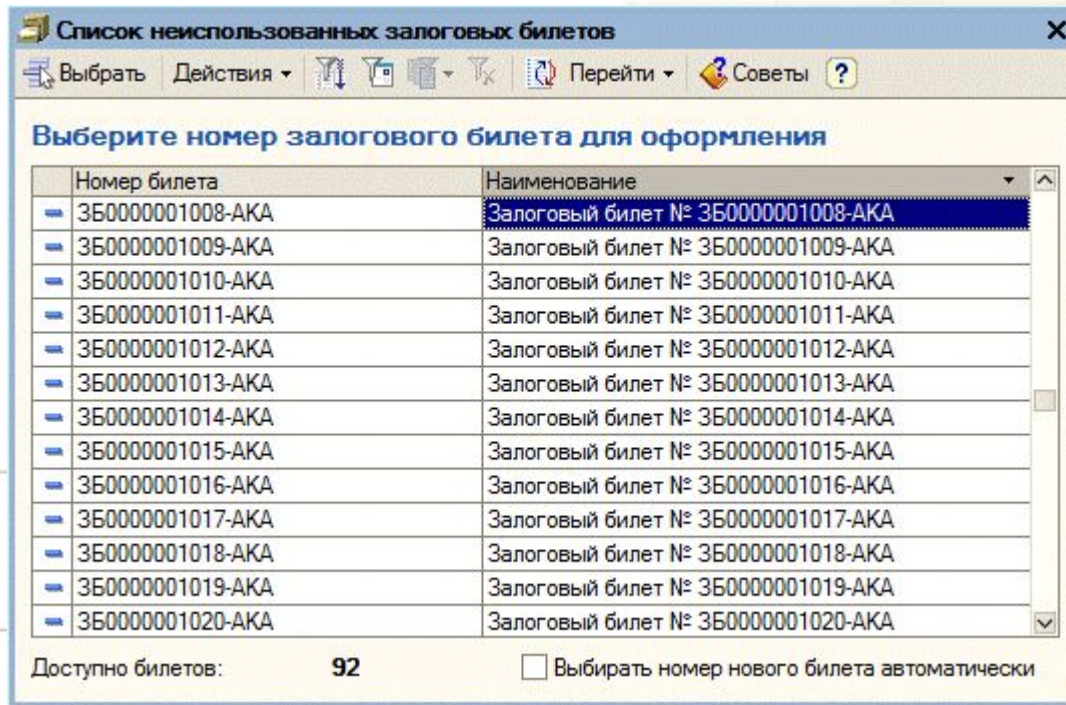 Список неиспользованных залоговых билетов
Выбрать Действия Перейти Советы ?
Выберите номер залогового билета для оформления
Номер билета Наименование
ЗБ0000001008-АКА Залоговый билет № ЗБ0000001008-АКА
ЗБ0000001009-АКА Залоговый билет № ЗБ0000001009-АКА
ЗБ0000001010-АКА Залоговый билет № ЗБ0000001010-АКА
ЗБ0000001011-АКА Залоговый билет № ЗБ0000001011-АКА
ЗБ0000001012-АКА Залоговый билет № ЗБ0000001012-АКА
ЗБ0000001013-АКА Залоговый билет № ЗБ0000001013-АКА
ЗБ0000001014-АКА Залоговый билет № ЗБ0000001014-АКА
ЗБ0000001015-АКА Залоговый билет № ЗБ0000001015-АКА
ЗБ0000001016-АКА Залоговый билет № ЗБ0000001016-АКА
ЗБ0000001017-АКА Залоговый билет № ЗБ0000001017-АКА
ЗБ0000001018-АКА Залоговый билет № ЗБ0000001018-АКА
ЗБ0000001019-АКА Залоговый билет № ЗБ0000001019-АКА
ЗБ0000001020-АКА Залоговый билет № ЗБ0000001020-АКА
Доступно билетов: 92 Выбирать номер нового билета автоматически